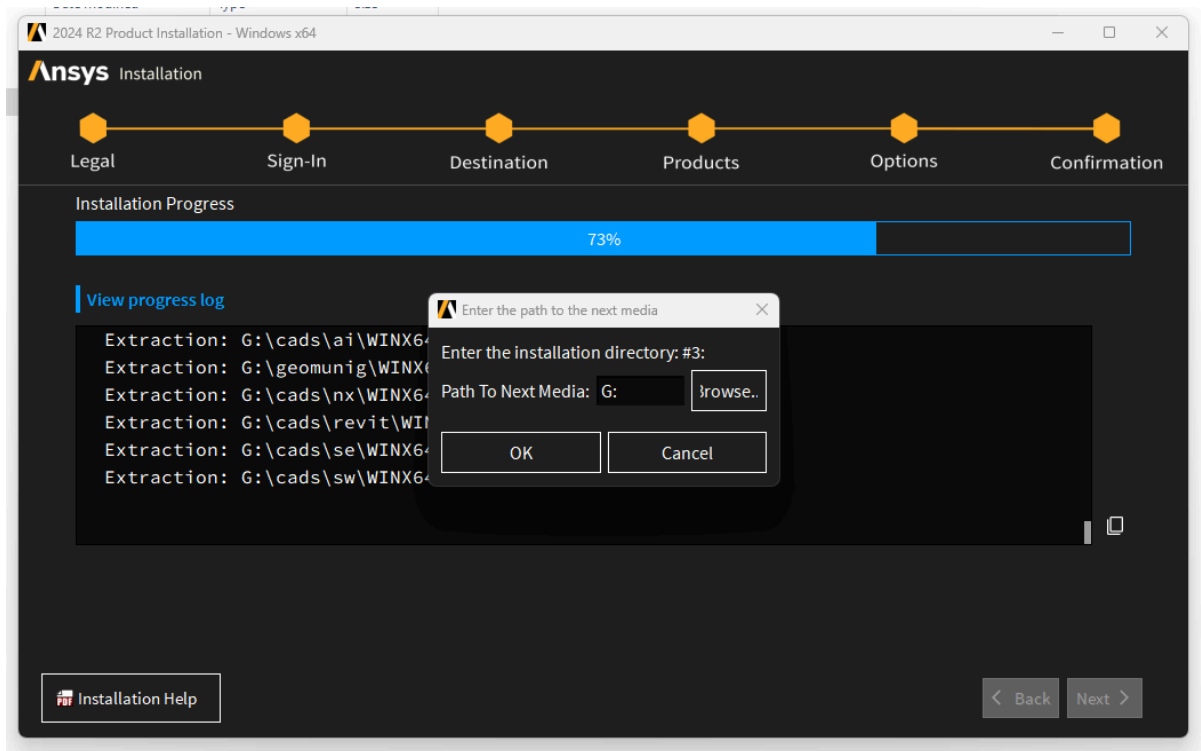 2024 R2 Product Installation - Windows x64
Ansys Installation
Legal Sign-In Destination Products Options Confirmation
Installation Progress
73%
View progress log
Extraction: G:\cads\ai\WINX64
Extraction: G:\geomunig\WINX6
Extraction: G:\cads\nx\WINX64
Extraction: G:\cads\revit\WIN
Extraction: G:\cads\se\WINX64
Extraction: G:\cads\sw\WINX64
Enter the path to the next media
Enter the installation directory: #3:
Path To Next Media: G: Browse..
OK Cancel
PDF Installation Help
Back Next